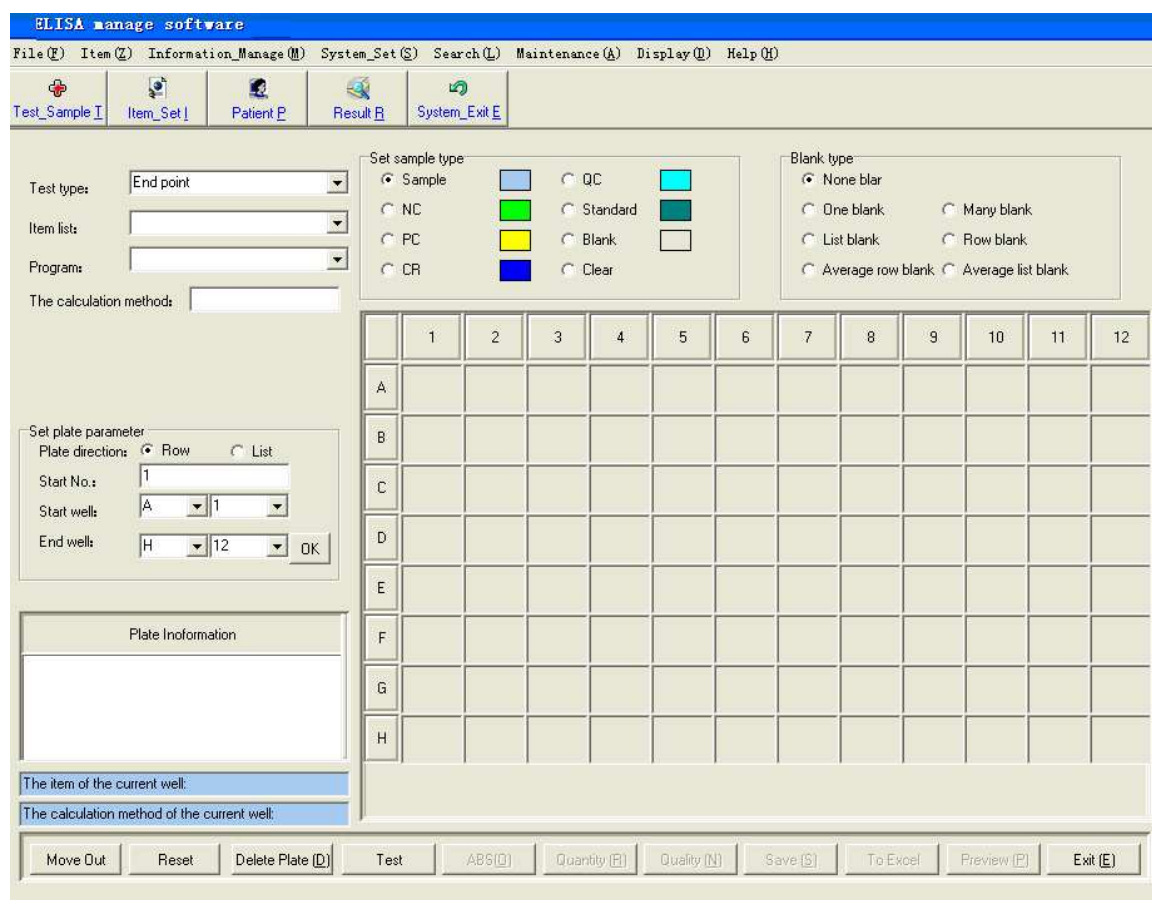 ELISA manage software
File(F) Item(Z) Information_Manage(M) System_Set(S) Search(L) Maintenance(A) Display(D) Help(H)
Test_Sample T Item_Set I Patient P Result R System_Exit E
Test type: End point
Item list:
Program:
The calculation method:
Set sample type
Sample QC
NC Standard
PC Blank
CR Clear
Blank type
None blar
One blank Many blank
List blank Row blank
Average row blank Average list blank
1 2 3 4 5 6 7 8 9 10 11 12
A
B
C
D
E
F
G
H
Set plate parameter
Plate direction: Row List
Start No.: 1
Start well: A 1
End well: H 12 OK
Plate Inoformation
The item of the current well:
The calculation method of the current well:
Move Out Reset Delete Plate (D) Test ABS(O) Quantity (R) Quality (N) Save (S) To Excel Preview (P) Exit (E)